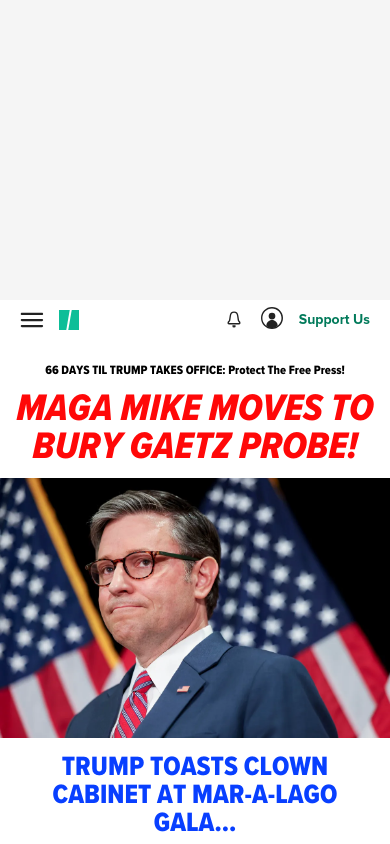 Support Us
66 DAYS TIL TRUMP TAKES OFFICE: Protect The Free Press!
MAGA MIKE MOVES TO
BURY GAETZ PROBE!
TRUMP TOASTS CLOWN
CABINET AT MAR-A-LAGO
GALA...